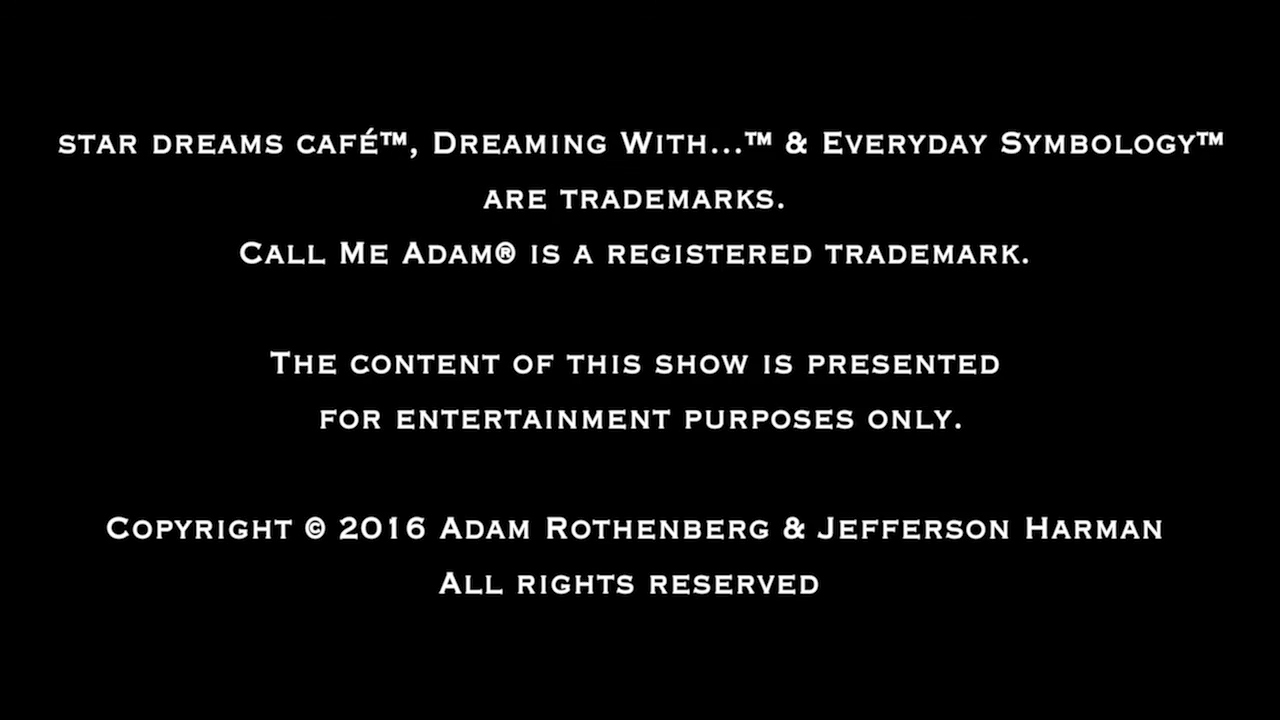 STAR DREAMS CAFÉ™, DREAMING WITH...™ & EVERYDAY SYMBOLOGY™
ARE TRADEMARKS.
CALL ME ADAM® IS A REGISTERED TRADEMARK.
THE CONTENT OF THIS SHOW IS PRESENTED
FOR ENTERTAINMENT PURPOSES ONLY.
COPYRIGHT © 2016 ADAM ROTHENBERG & JEFFERSON HARMAN
ALL RIGHTS RESERVED